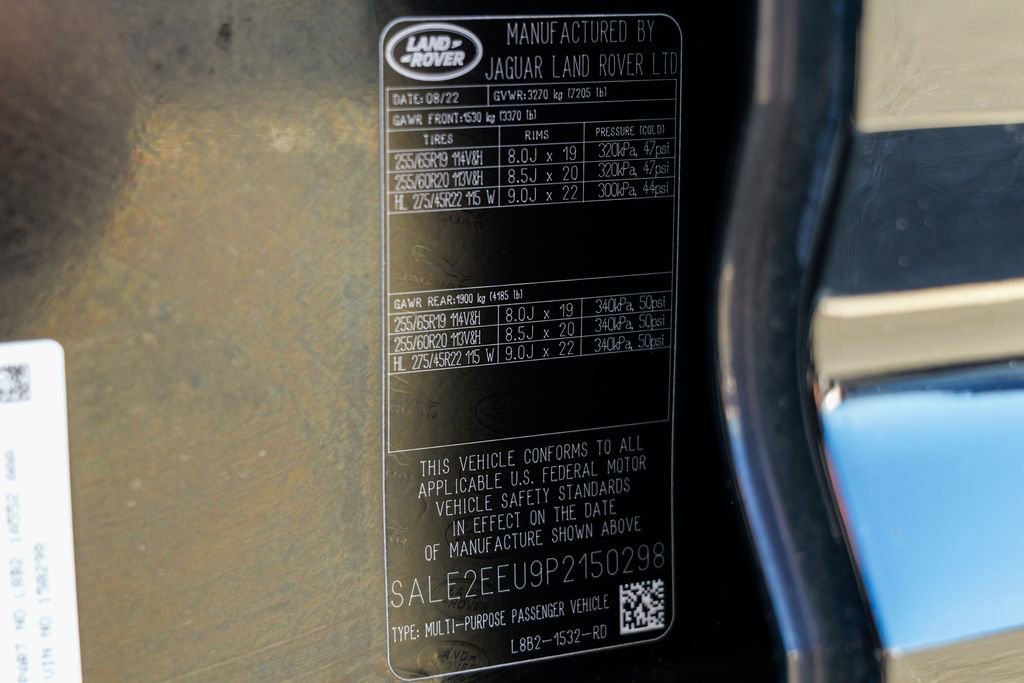 LAND ROVER
MANUFACTURED BY
JAGUAR LAND ROVER LTD
DATE: 08/22 GVWR:3270 kg (7205 lb)
GAWR FRONT:1530 kg (3370 lb)
TIRES RIMS PRESSURE (COLD)
255/65R19 114V&H 8.0J x 19 320kPa, 47psi
255/60R20 113V&H 8.5J x 20 320kPa, 47psi
HL 275/45R22 115 W 9.0J x 22 300kPa, 44psi
GAWR REAR:1900 kg (4185 lb)
255/65R19 114V&H 8.0J x 19 340kPa, 50psi
255/60R20 113V&H 8.5J x 20 340kPa, 50psi
HL 275/45R22 115 W 9.0J x 22 340kPa, 50psi
THIS VEHICLE CONFORMS TO ALL
APPLICABLE U.S. FEDERAL MOTOR
VEHICLE SAFETY STANDARDS
IN EFFECT ON THE DATE
OF MANUFACTURE SHOWN ABOVE
SALE2EEU9P2150298
TYPE: MULTI-PURPOSE PASSENGER VEHICLE
L8B2-1532-RD
PART NO L8B2 14552 AAA
VIN NO 150298